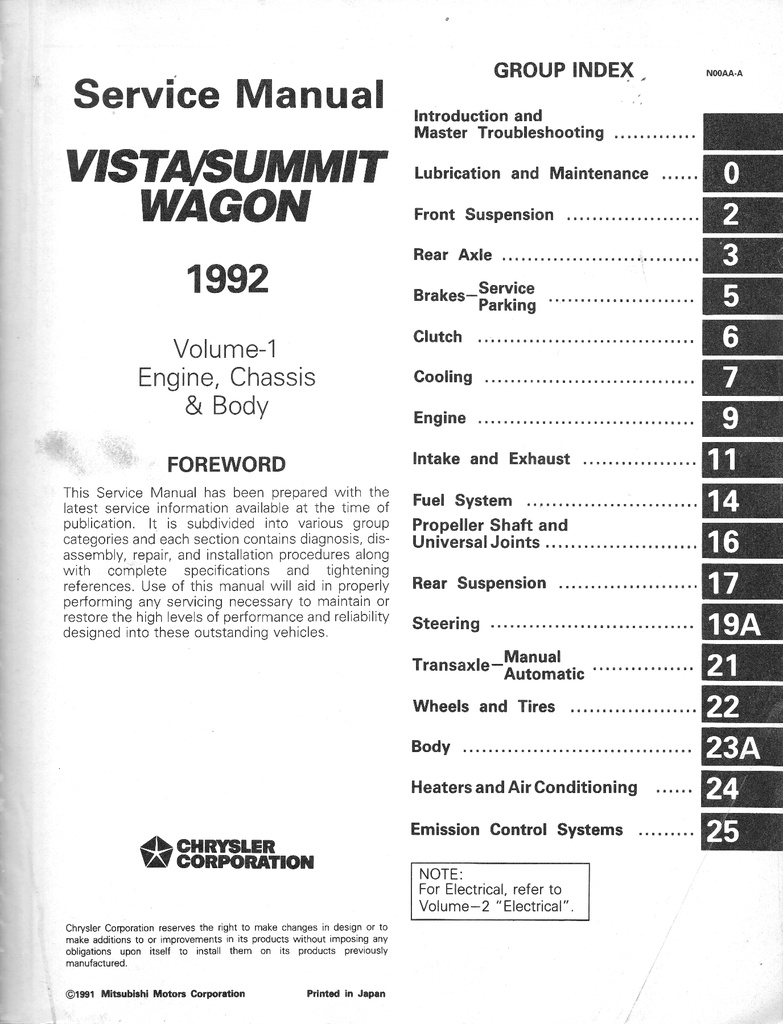 Service Manual
VISTA/SUMMIT
WAGON
1992
Volume-1
Engine, Chassis
& Body
FOREWORD
This Service Manual has been prepared with the
latest service information available at the time of
publication. It is subdivided into various group
categories and each section contains diagnosis, dis-
assembly, repair, and installation procedures along
with complete specifications and tightening
references. Use of this manual will aid in properly
performing any servicing necessary to maintain or
restore the high levels of performance and reliability
designed into these outstanding vehicles.
CHRYSLER
CORPORATION
Chrysler Corporation reserves the right to make changes in design or to
make additions to or improvements in its products without imposing any
obligations upon itself to install them on its products previously
manufactured.
©1991 Mitsubishi Motors Corporation Printed in Japan
GROUP INDEX
N00AA-A
Introduction and
Master Troubleshooting .............
Lubrication and Maintenance ...... 0
Front Suspension ...................... 2
Rear Axle ............................... 3
Brakes—Service
Parking ....................... 5
Clutch .................................. 6
Cooling ................................. 7
Engine .................................. 9
Intake and Exhaust .................. 11
Fuel System ........................... 14
Propeller Shaft and
Universal Joints ........................ 16
Rear Suspension ...................... 17
Steering ................................ 19A
Transaxle—Manual
Automatic ................ 21
Wheels and Tires .................... 22
Body .................................... 23A
Heaters and Air Conditioning ...... 24
Emission Control Systems ......... 25
NOTE:
For Electrical, refer to
Volume—2 "Electrical".